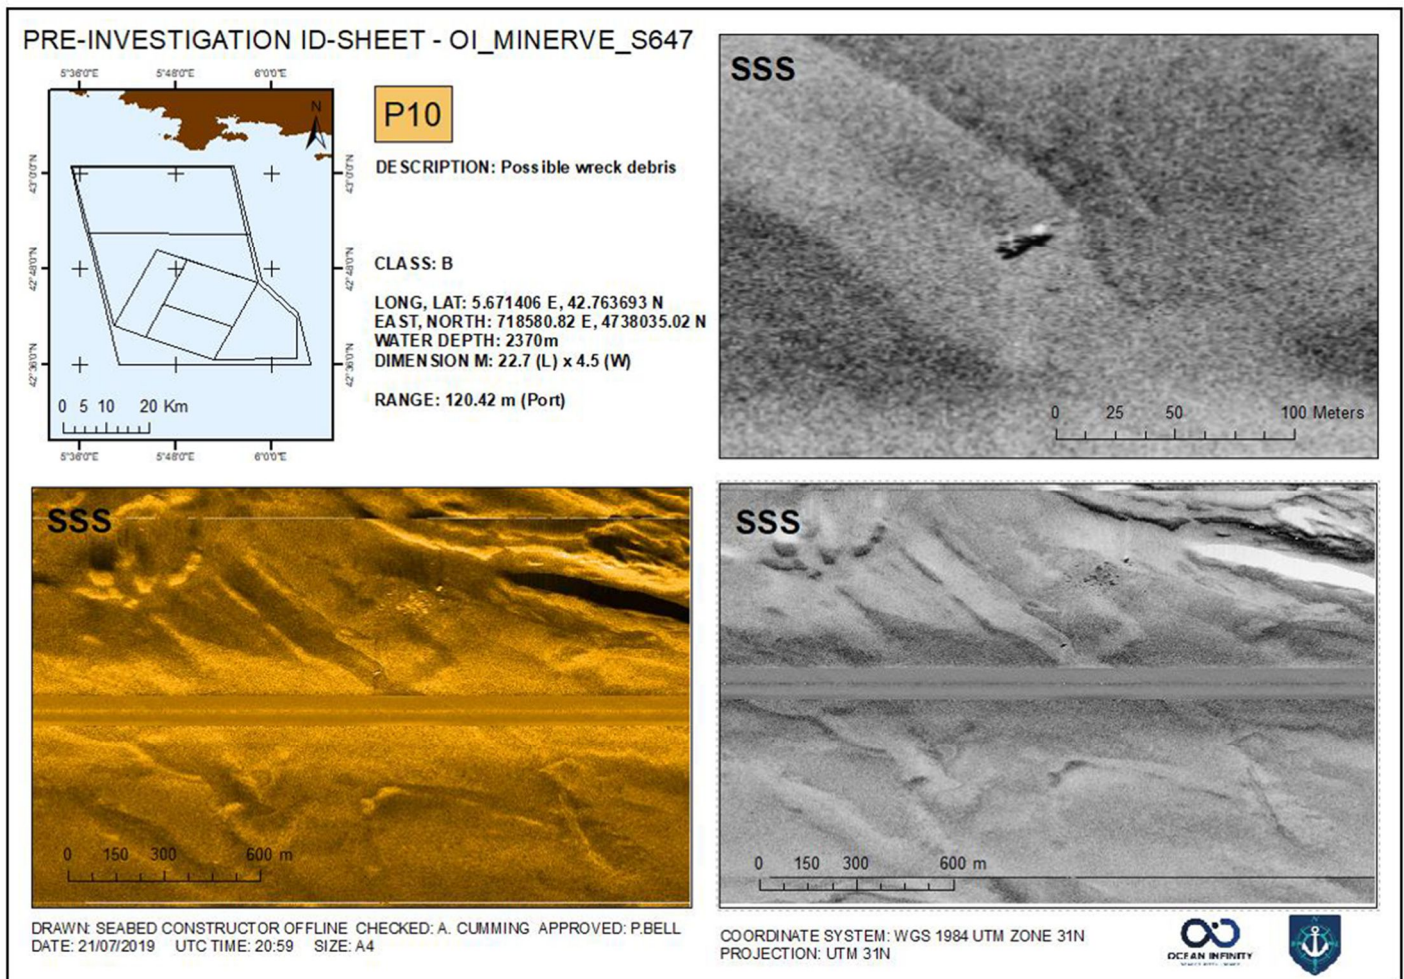 PRE-INVESTIGATION ID-SHEET - OI_MINERVE_S647
5°36'0"E 5°48'0"E 6°0'0"E
N
43°0'0"N 43°0'0"N
42°48'0"N 42°48'0"N
42°36'0"N 42°36'0"N
0 5 10 20 Km
5°36'0"E 5°48'0"E 6°0'0"E
P10
DESCRIPTION: Possible wreck debris
CLASS: B
LONG, LAT: 5.671406 E, 42.763693 N
EAST, NORTH: 718580.82 E, 4738035.02 N
WATER DEPTH: 2370m
DIMENSION M: 22.7 (L) x 4.5 (W)
RANGE: 120.42 m (Port)
SSS
0 25 50 100 Meters
SSS
0 150 300 600 m
SSS
0 150 300 600 m
DRAWN: SEABED CONSTRUCTOR OFFLINE CHECKED: A. CUMMING APPROVED: P.BELL
DATE: 21/07/2019 UTC TIME: 20:59 SIZE: A4
COORDINATE SYSTEM: WGS 1984 UTM ZONE 31N
PROJECTION: UTM 31N
OCEAN INFINITY